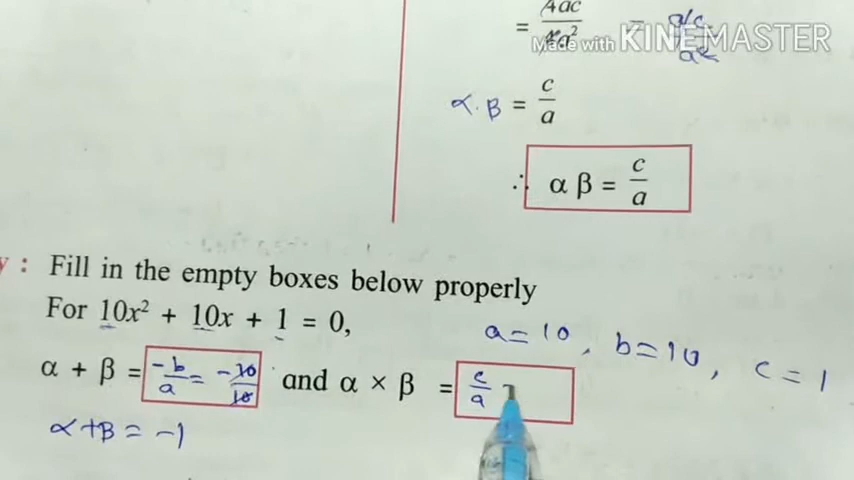 = 4ac/4a² = a/c/a2
Made with KINEMASTER
α·β = c/a
∴ α β = c/a
: Fill in the empty boxes below properly
For 10x² + 10x + 1 = 0,
a = 10, b = 10, c = 1
α + β = -b/a = -10/10 and α × β = c/a =
α + β = -1